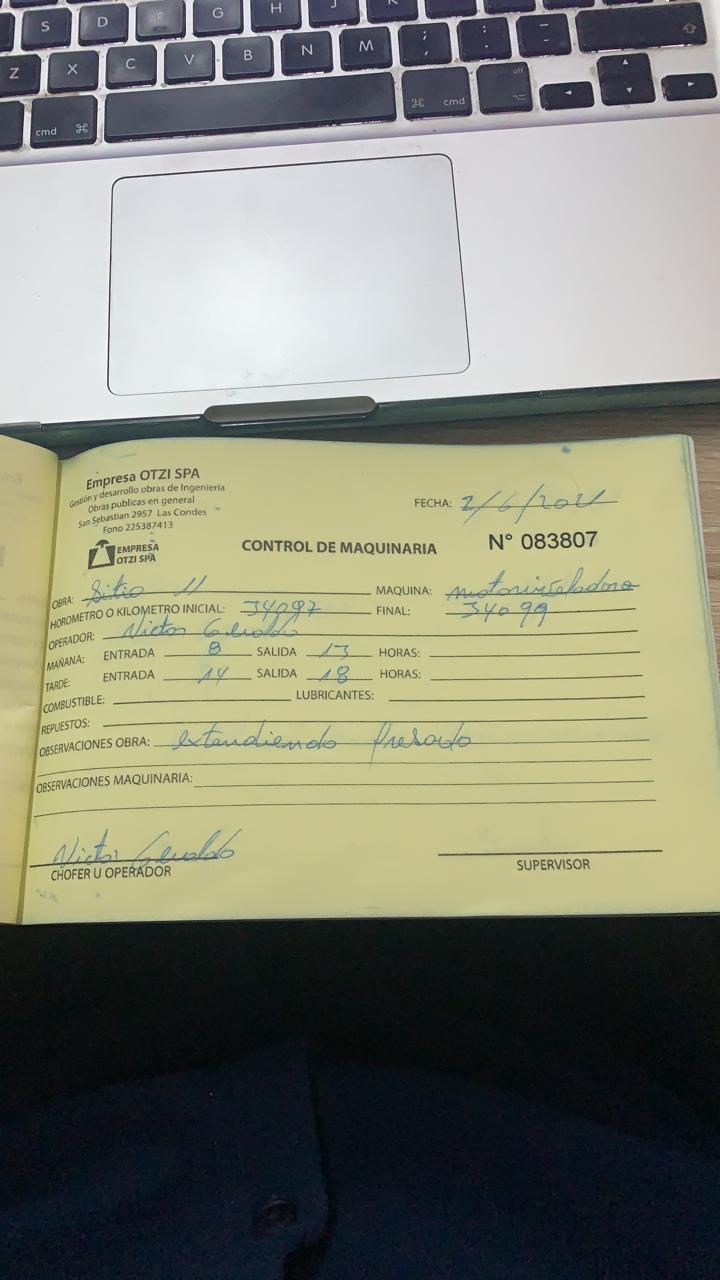 S D F G H J K
Z X C V B N M ; : -
cmd ⌘ ⌘ cmd alt ⌥
Empresa OTZI SPA
Gestión y desarrollo obras de Ingeniería
Obras publicas en general
San Sebastian 2957 Las Condes
Fono 225387413
EMPRESA
OTZI SPA
FECHA: 2/6/2021
CONTROL DE MAQUINARIA N° 083807
OBRA: Sitio 11 MAQUINA: motoniveladora
HOROMETRO O KILOMETRO INICIAL: 34097 FINAL: 34099
OPERADOR: Victor Geraldo
MAÑANA: ENTRADA 8 SALIDA 13 HORAS:
TARDE: ENTRADA 14 SALIDA 18 HORAS:
COMBUSTIBLE: LUBRICANTES:
REPUESTOS:
OBSERVACIONES OBRA: extendiendo fresado
OBSERVACIONES MAQUINARIA:
Victor Geraldo
CHOFER U OPERADOR SUPERVISOR